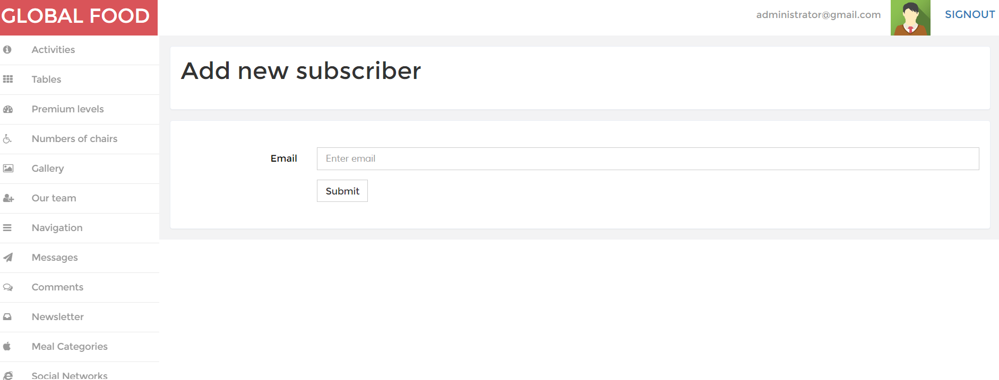 GLOBAL FOOD
administrator@gmail.com
SIGNOUT
Activities
Tables
Premium levels
Numbers of chairs
Gallery
Our team
Navigation
Messages
Comments
Newsletter
Meal Categories
Social Networks
Add new subscriber
Email
Enter email
Submit